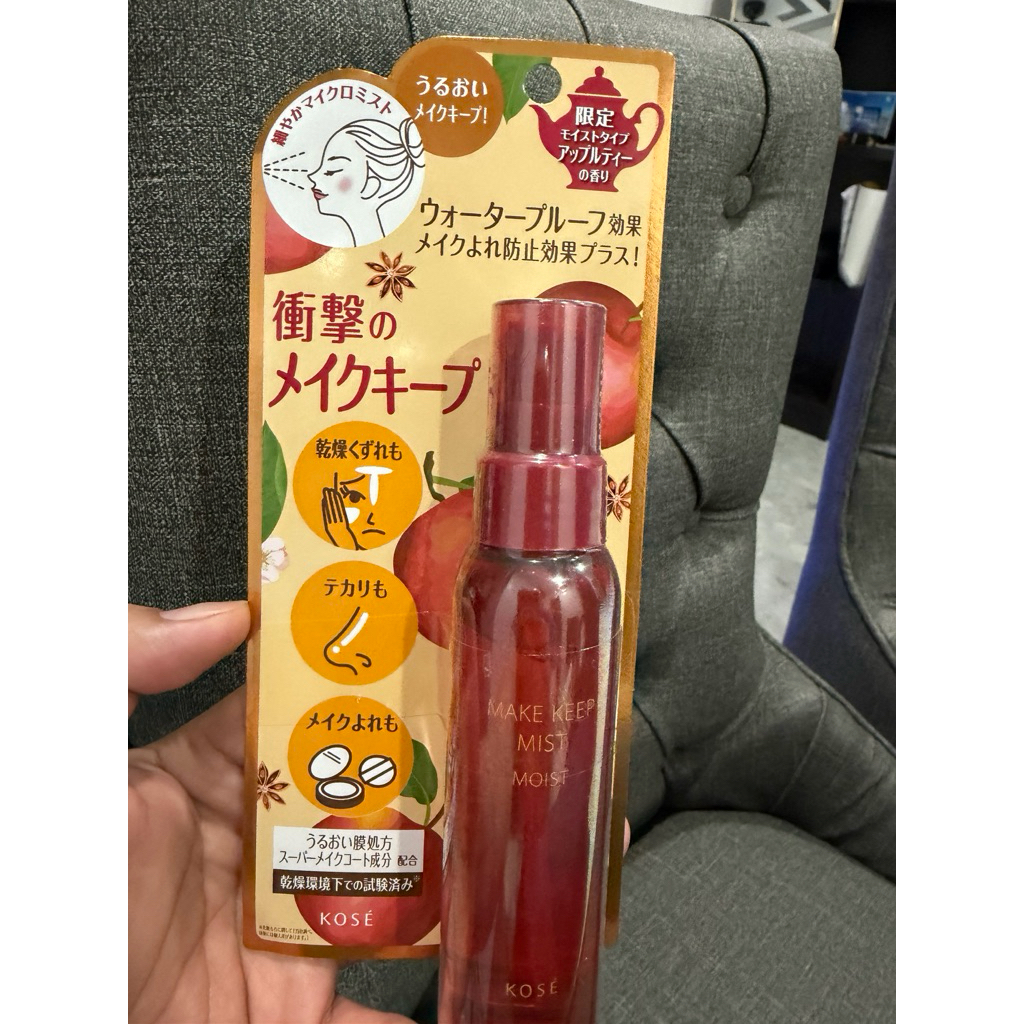 細やかマイクロミスト
うるおい
メイクキープ!
限定
モイストタイプ
アップルティー
の香り
ウォータープルーフ効果
メイクよれ防止効果プラス!
衝撃の
メイクキープ
乾燥くずれも
テカリも
メイクよれも
うるおい膜処方
スーパーメイクコート成分 配合
乾燥環境下での試験済み※
KOSÉ
MAKE KEEP
MIST
MOIST
KOSÉ